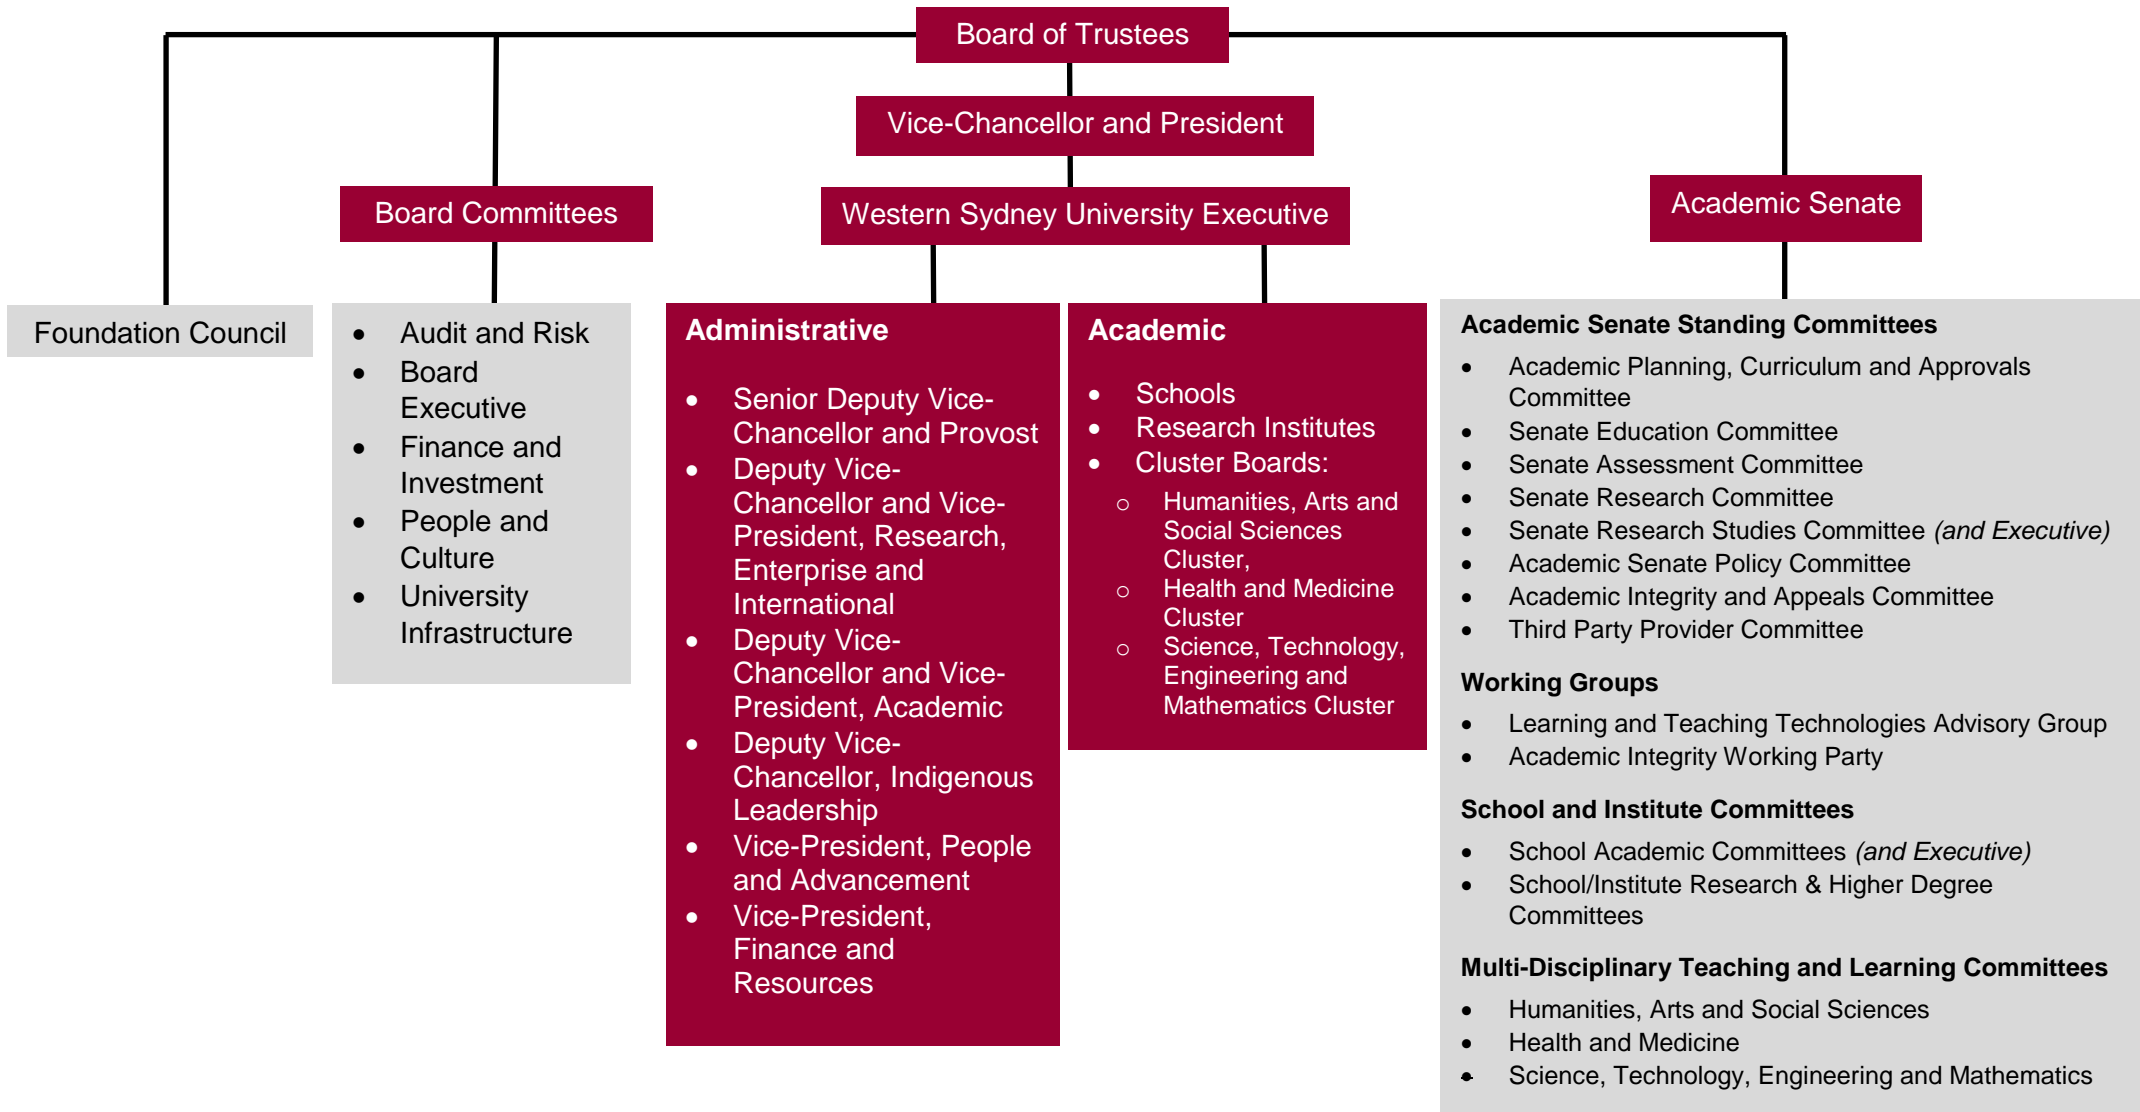 Board of Trustees
Vice-Chancellor and President
Board Committees
Western Sydney University Executive
Academic Senate
Foundation Council
• Audit and Risk
• Board
Executive
• Finance and
Investment
• People and
Culture
• University
Infrastructure
Administrative
• Senior Deputy Vice-
Chancellor and Provost
• Deputy Vice-
Chancellor and Vice-
President, Research,
Enterprise and
International
• Deputy Vice-
Chancellor and Vice-
President, Academic
• Deputy Vice-
Chancellor, Indigenous
Leadership
• Vice-President, People
and Advancement
• Vice-President,
Finance and
Resources
Academic
• Schools
• Research Institutes
• Cluster Boards:
o Humanities, Arts and
Social Sciences
Cluster,
o Health and Medicine
Cluster
o Science, Technology,
Engineering and
Mathematics Cluster
Academic Senate Standing Committees
• Academic Planning, Curriculum and Approvals
Committee
• Senate Education Committee
• Senate Assessment Committee
• Senate Research Committee
• Senate Research Studies Committee (and Executive)
• Academic Senate Policy Committee
• Academic Integrity and Appeals Committee
• Third Party Provider Committee
Working Groups
• Learning and Teaching Technologies Advisory Group
• Academic Integrity Working Party
School and Institute Committees
• School Academic Committees (and Executive)
• School/Institute Research & Higher Degree
Committees
Multi-Disciplinary Teaching and Learning Committees
• Humanities, Arts and Social Sciences
• Health and Medicine
• Science, Technology, Engineering and Mathematics